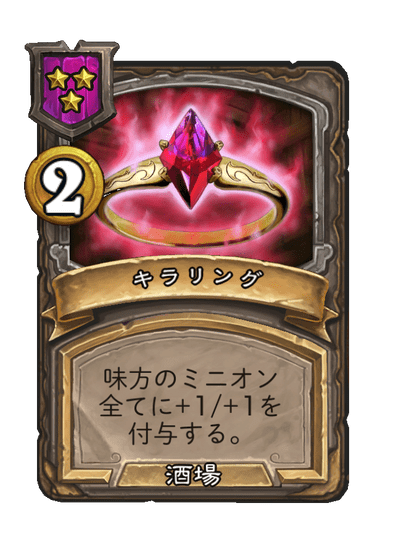 2
キラリング
味方のミニオン
全てに+1/+1を
付与する。
酒場